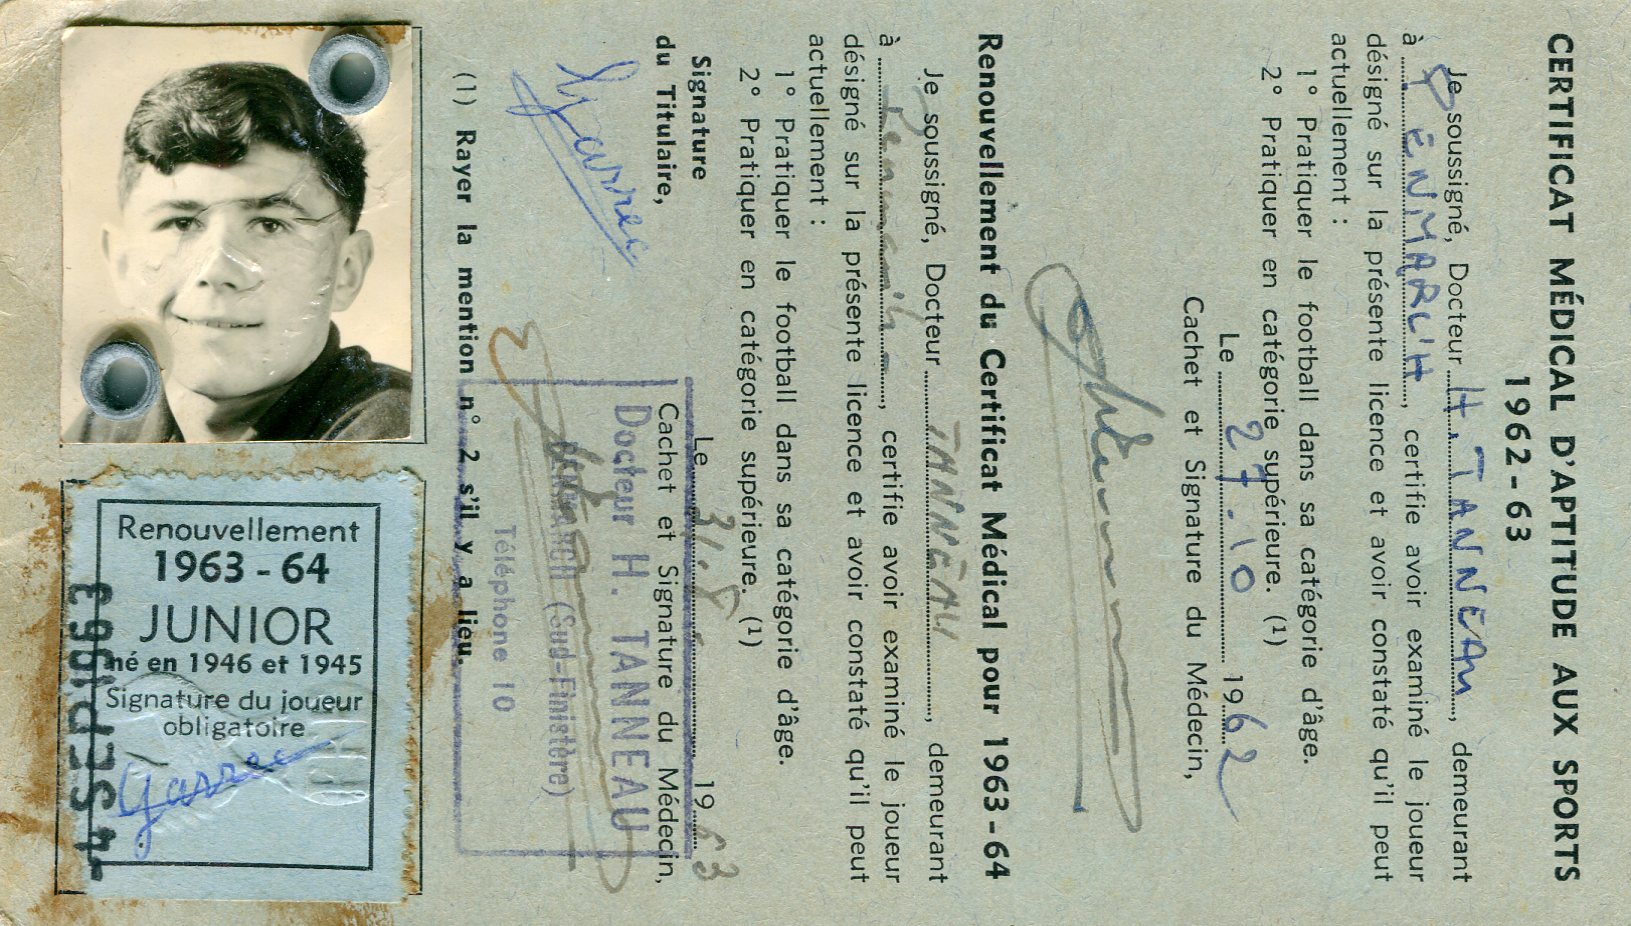 CERTIFICAT MÉDICAL D'APTITUDE AUX SPORTS
1962 - 63
Je soussigné, Docteur H. TANNEAU, demeurant
à PENMARC'H, certifie avoir examiné le joueur
désigné sur la présente licence et avoir constaté qu'il peut
actuellement :
1° Pratiquer le football dans sa catégorie d'âge.
2° Pratiquer en catégorie supérieure. (1)
Le 27.10 1962
Cachet et Signature du Médecin,
Renouvellement du Certificat Médical pour 1963 - 64
Je soussigné, Docteur TANNEAU, demeurant
à Penmarc'h, certifie avoir examiné le joueur
désigné sur la présente licence et avoir constaté qu'il peut
actuellement :
1° Pratiquer le football dans sa catégorie d'âge.
2° Pratiquer en catégorie supérieure. (1)
Signature
du Titulaire,
Le 31.8 1963
Cachet et Signature du Médecin,
Docteur H. TANNEAU
(Sud-Finistère)
Téléphone 10
(1) Rayer la mention n° 2 s'il y a lieu.
Renouvellement
1963 - 64
JUNIOR
né en 1946 et 1945
Signature du joueur
obligatoire
Garrec
-4 SEP 1963